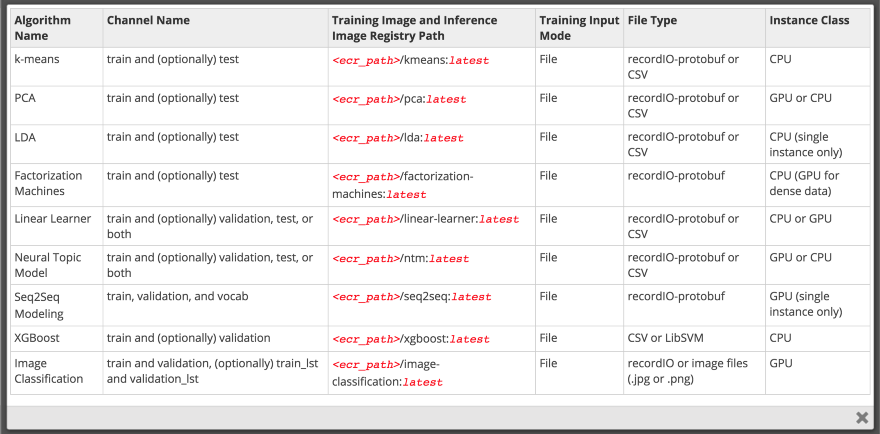 Algorithm Name | Channel Name | Training Image and Inference Image Registry Path | Training Input Mode | File Type | Instance Class
k-means | train and (optionally) test | <ecr_path>/kmeans:latest | File | recordIO-protobuf or CSV | CPU
PCA | train and (optionally) test | <ecr_path>/pca:latest | File | recordIO-protobuf or CSV | GPU or CPU
LDA | train and (optionally) test | <ecr_path>/lda:latest | File | recordIO-protobuf or CSV | CPU (single instance only)
Factorization Machines | train and (optionally) test | <ecr_path>/factorization-machines:latest | File | recordIO-protobuf | CPU (GPU for dense data)
Linear Learner | train and (optionally) validation, test, or both | <ecr_path>/linear-learner:latest | File | recordIO-protobuf or CSV | CPU or GPU
Neural Topic Model | train and (optionally) validation, test, or both | <ecr_path>/ntm:latest | File | recordIO-protobuf or CSV | GPU or CPU
Seq2Seq Modeling | train, validation, and vocab | <ecr_path>/seq2seq:latest | File | recordIO-protobuf | GPU (single instance only)
XGBoost | train and (optionally) validation | <ecr_path>/xgboost:latest | File | CSV or LibSVM | CPU
Image Classification | train and validation, (optionally) train_lst and validation_lst | <ecr_path>/image-classification:latest | File | recordIO or image files (.jpg or .png) | GPU